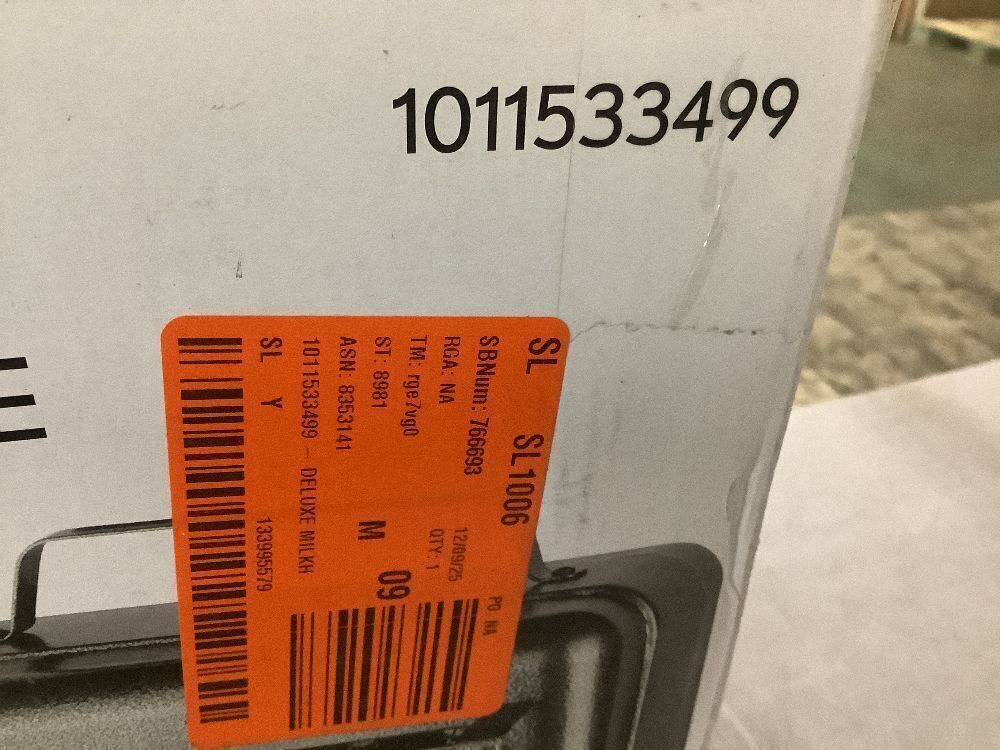 1011533499
SL SL1006
SBNum: 766693
RGA: NA
TM: rge7vg0
ST: 8981
ASN: 8353141
1011533499 - DELUXE MILKH
SL Y 133995579
12/09/25
QTY: 1
PO NA
M 09
E